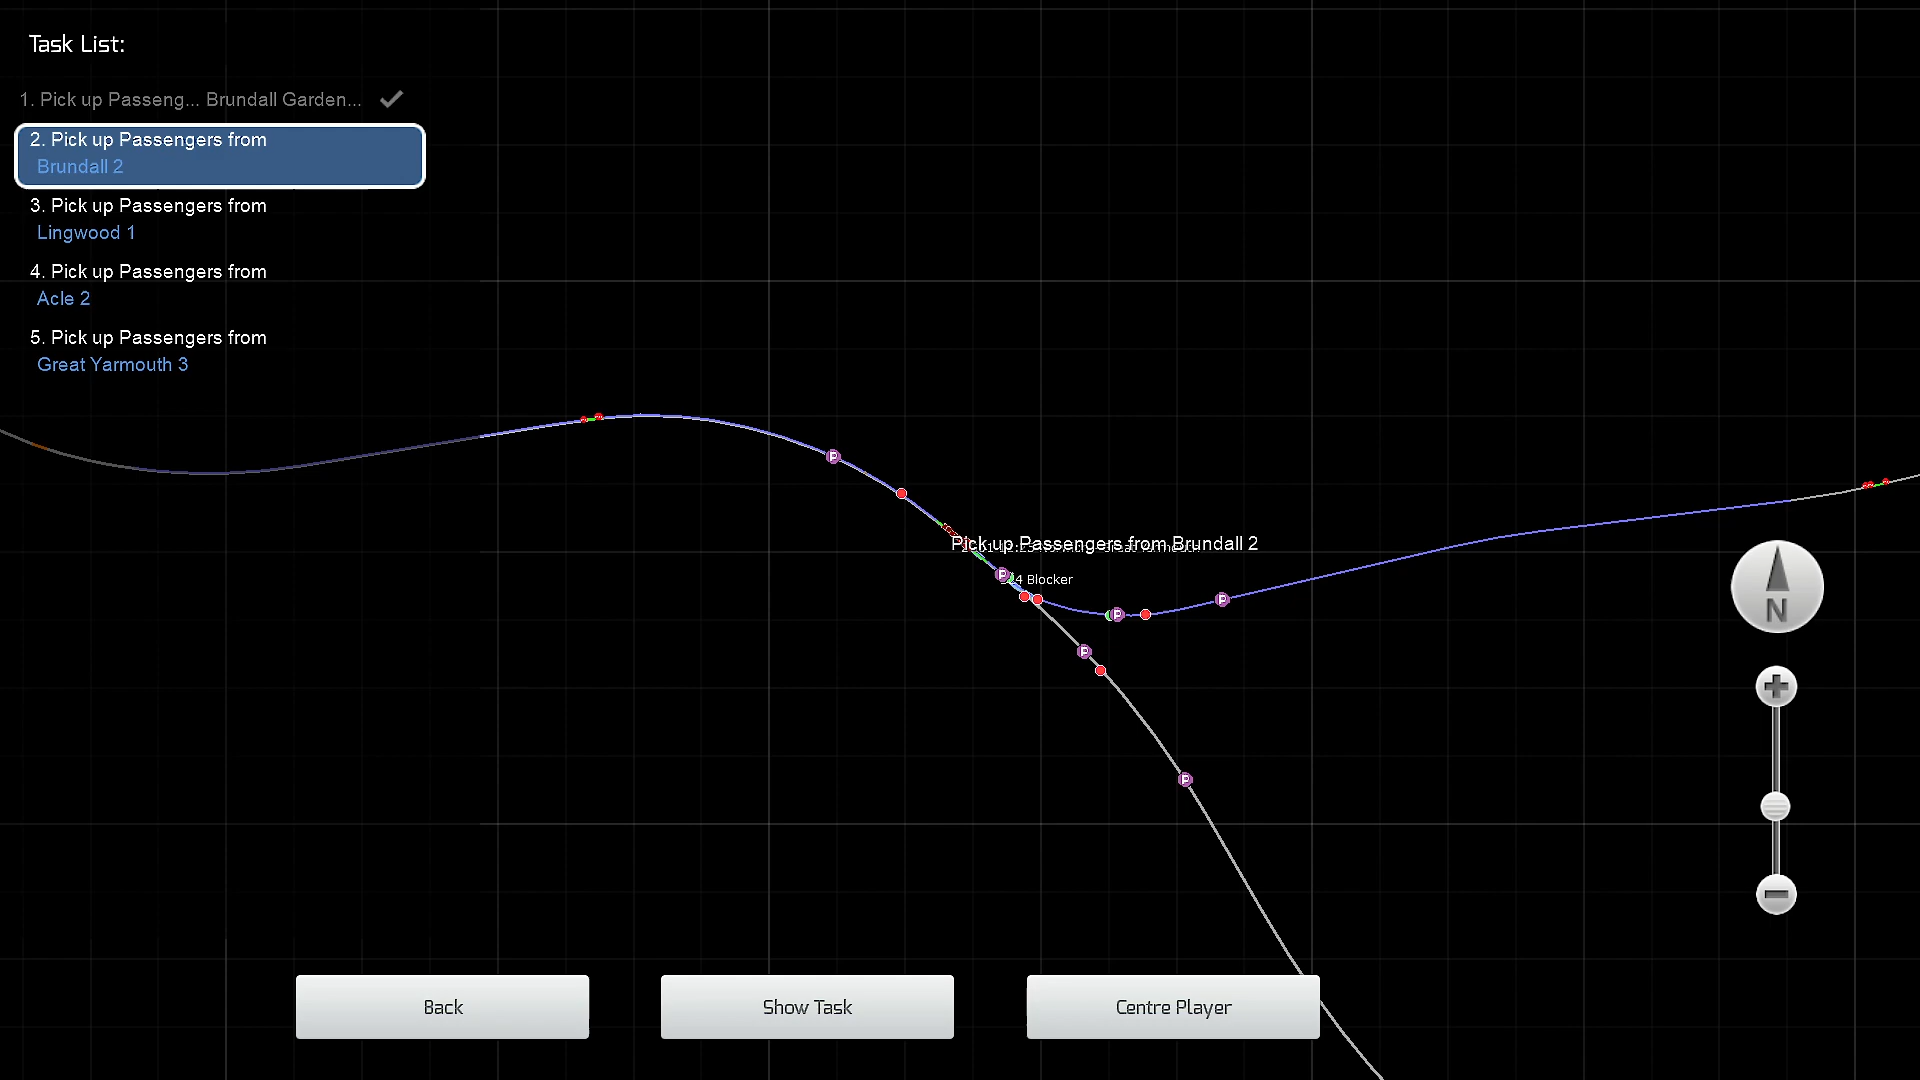 Task List:
1. Pick up Passeng... Brundall Garden...
2. Pick up Passengers from
Brundall 2
3. Pick up Passengers from
Lingwood 1
4. Pick up Passengers from
Acle 2
5. Pick up Passengers from
Great Yarmouth 3
P
Pick up Passengers from Brundall 2
P
Blocker
P
P
P
P
N
Back
Show Task
Centre Player